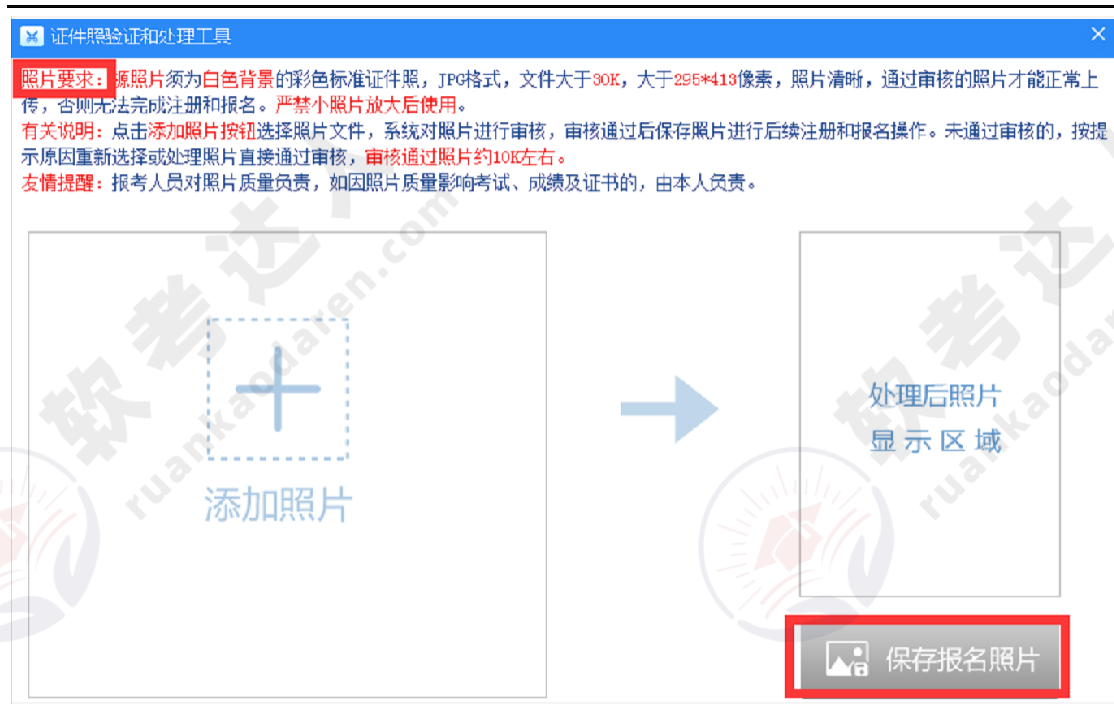 证件照验证和处理工具
照片要求：源照片须为白色背景的彩色标准证件照，JPG格式，文件大于30K，大于295*413像素，照片清晰，通过审核的照片才能正常上
传，否则无法完成注册和报名。严禁小照片放大后使用。
有关说明：点击添加照片按钮选择照片文件，系统对照片进行审核，审核通过后保存照片进行后续注册和报名操作。未通过审核的，按提
示原因重新选择或处理照片直接通过审核，审核通过照片约10K左右。
友情提醒：报考人员对照片质量负责，如因照片质量影响考试、成绩及证书的，由本人负责。
添加照片
处理后照片
显示区域
保存报名照片
软考达人
ruankaodaren.com
软考达
ruankaodare